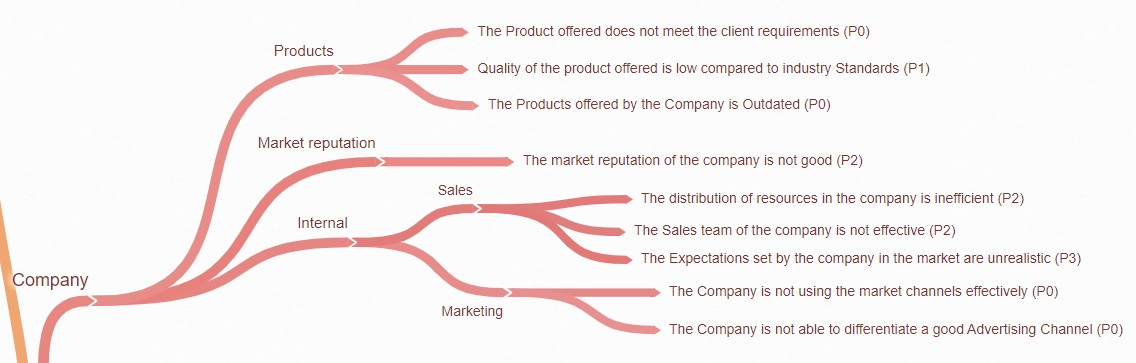 Products
The Product offered does not meet the client requirements (P0)
Quality of the product offered is low compared to industry Standards (P1)
The Products offered by the Company is Outdated (P0)
Market reputation
The market reputation of the company is not good (P2)
Sales
The distribution of resources in the company is inefficient (P2)
Internal
The Sales team of the company is not effective (P2)
The Expectations set by the company in the market are unrealistic (P3)
Company
The Company is not using the market channels effectively (P0)
Marketing
The Company is not able to differentiate a good Advertising Channel (P0)